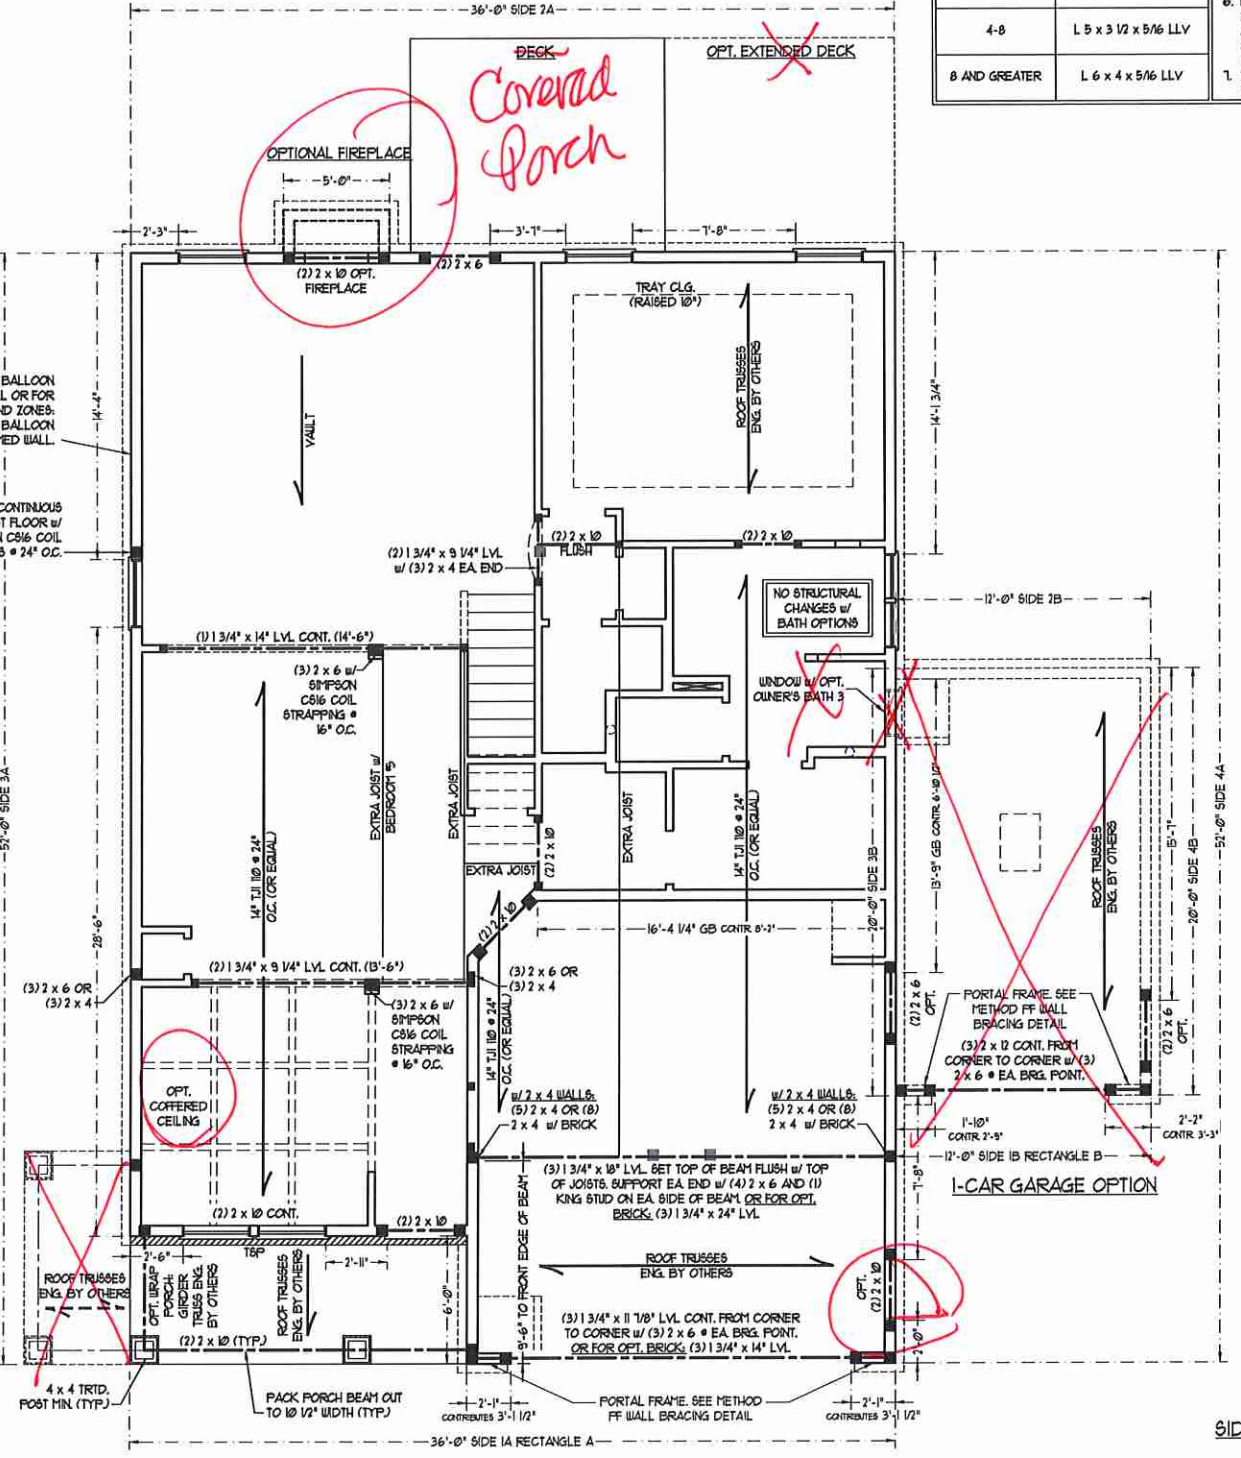 36'-0" SIDE 2A
4-8
L 5 x 3 1/2 x 5/16 LLV
8 AND GREATER
L 6 x 4 x 5/16 LLV
7.
DECK
OPT. EXTENDED DECK
Covered
Porch
OPTIONAL FIREPLACE
5'-0"
2'-3"
3'-7"
7'-8"
(2) 2 x 10 OPT.
FIREPLACE
(2) 2 x 6
TRAY CLG.
(RAISED 10")
ROOF TRUSSES
ENG. BY OTHERS
VAULT
14'-4"
14'-1 3/4"
BALLOON
L OR FOR
ND ZONES:
BALLOON
MED WALL.
CONTINUOUS
ST FLOOR w/
N CS16 COIL
S @ 24" O.C.
(2) 1 3/4" x 9 1/4" LVL
w/ (3) 2 x 4 EA. END
(2) 2 x 10
FLUSH
(2) 2 x 10
NO STRUCTURAL
CHANGES w/
BATH OPTIONS
12'-0" SIDE 2B
(1) 1 3/4" x 14" LVL CONT. (14'-6")
(3) 2 x 6 w/
SIMPSON
CS16 COIL
STRAPPING @
16" O.C.
WINDOW w/ OPT.
OWNER'S BATH 3
52'-0" SIDE 3A
52'-0" SIDE 4A
EXTRA JOIST w/
BEDROOM #5
EXTRA JOIST
14" TJI 110 @ 24"
O.C. (OR EQUAL)
EXTRA JOIST
(2) 2 x 10
EXTRA JOIST
14" TJI 110 @ 24"
O.C. (OR EQUAL)
20'-0" SIDE 3B
13'-9" GB CONTR. 6'-10 1/2"
ROOF TRUSSES
ENG. BY OTHERS
15'-7"
20'-0" SIDE 4B
28'-6"
(2) 2 x 10
16'-4 1/4" GB CONTR. 8'-2"
(2) 1 3/4" x 9 1/4" LVL CONT. (13'-6")
(3) 2 x 6 OR
(3) 2 x 4
(3) 2 x 6 OR
(3) 2 x 4
(3) 2 x 6 w/
SIMPSON
CS16 COIL
STRAPPING
@ 16" O.C.
14" TJI 110 @ 24"
O.C. (OR EQUAL)
(2) 2 x 6
OPT.
PORTAL FRAME. SEE
METHOD PF WALL
BRACING DETAIL
(3) 2 x 12 CONT. FROM
CORNER TO CORNER w/ (3)
2 x 6 @ EA. BRG. POINT.
(2) 2 x 6
OPT.
OPT.
COFFERED
CEILING
w/ 2 x 4 WALLS:
(5) 2 x 4 OR (8)
2 x 4 w/ BRICK
w/ 2 x 4 WALLS:
(5) 2 x 4 OR (8)
2 x 4 w/ BRICK
1'-10"
CONTR. 2'-9"
2'-2"
CONTR. 3'-3"
12'-0" SIDE 1B RECTANGLE B
1-CAR GARAGE OPTION
(3) 1 3/4" x 18" LVL. SET TOP OF BEAM FLUSH w/ TOP
OF JOISTS. SUPPORT EA. END w/ (4) 2 x 6 AND (1)
KING STUD ON EA. SIDE OF BEAM. OR FOR OPT.
BRICK: (3) 1 3/4" x 24" LVL
7'-8"
(2) 2 x 10 CONT.
(2) 2 x 10
2'-6"
TSP
2'-11"
ROOF TRUSSES
ENG. BY OTHERS
OPT. WRAP
PORCH:
GIRDER
TRUSS ENG.
BY OTHERS
ROOF TRUSSES
ENG. BY OTHERS
6'-0"
9'-6" TO FRONT EDGE OF BEAM
ROOF TRUSSES
ENG. BY OTHERS
OPT.
(2) 2 x 10
2'-0"
(2) 2 x 10 (TYP.)
(3) 1 3/4" x 11 7/8" LVL CONT. FROM CORNER
TO CORNER w/ (3) 2 x 6 @ EA. BRG. POINT.
OR FOR OPT. BRICK: (3) 1 3/4" x 14" LVL
4 x 4 TRTD.
POST MIN. (TYP.)
PACK PORCH BEAM OUT
TO 10 1/2" WIDTH (TYP.)
2'-1"
CONTRIBUTES 3'-1 1/2"
PORTAL FRAME. SEE METHOD
PF WALL BRACING DETAIL
2'-1"
CONTRIBUTES 3'-1 1/2"
36'-0" SIDE 1A RECTANGLE A
SID